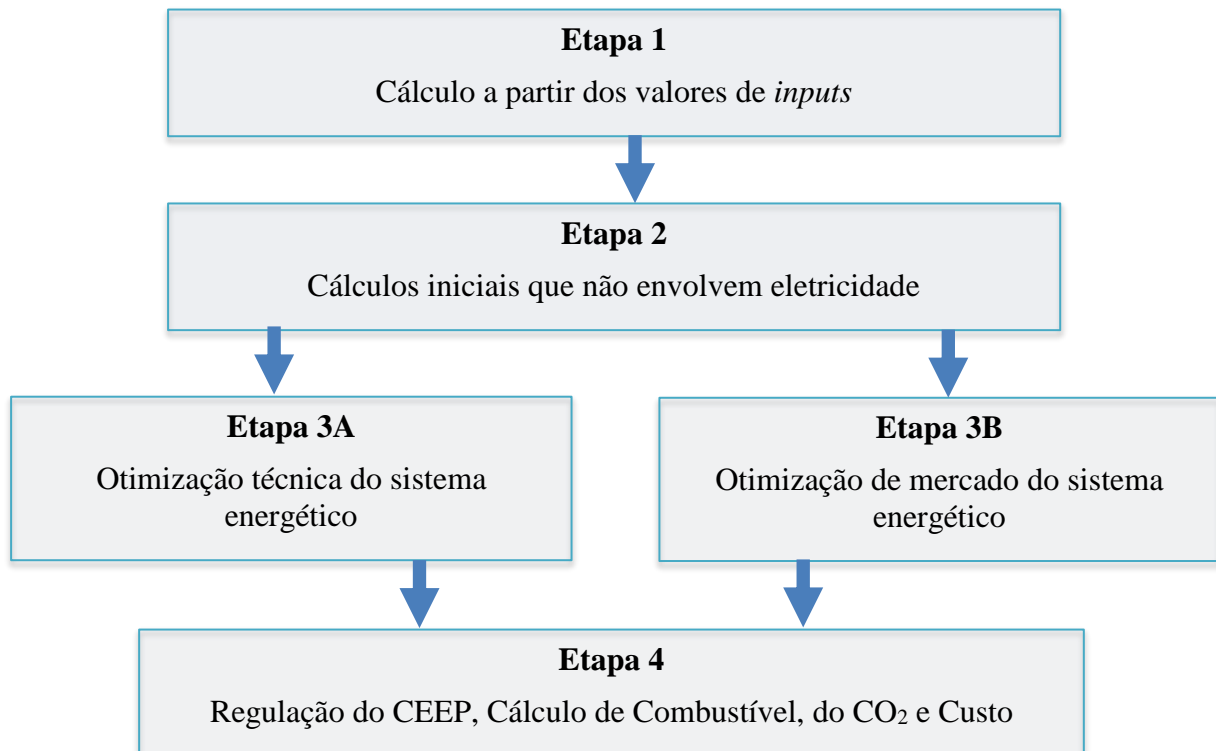 Etapa 1
Cálculo a partir dos valores de inputs
Etapa 2
Cálculos iniciais que não envolvem eletricidade
Etapa 3A
Otimização técnica do sistema
energético
Etapa 3B
Otimização de mercado do sistema
energético
Etapa 4
Regulação do CEEP, Cálculo de Combustível, do CO₂ e Custo